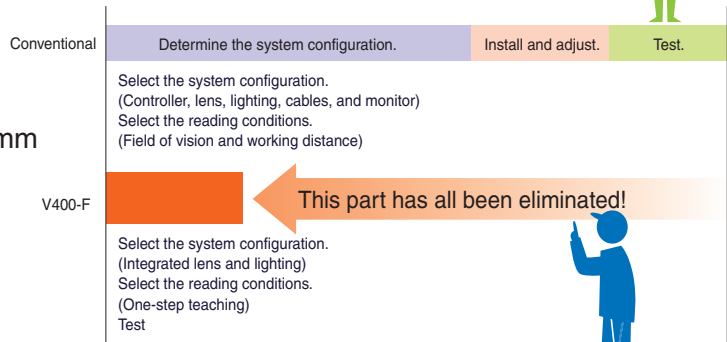 Conventional
Determine the system configuration.
Install and adjust.
Test.
Select the system configuration.
(Controller, lens, lighting, cables, and monitor)
Select the reading conditions.
(Field of vision and working distance)
mm
V400-F
This part has all been eliminated!
Select the system configuration.
(Integrated lens and lighting)
Select the reading conditions.
(One-step teaching)
Test